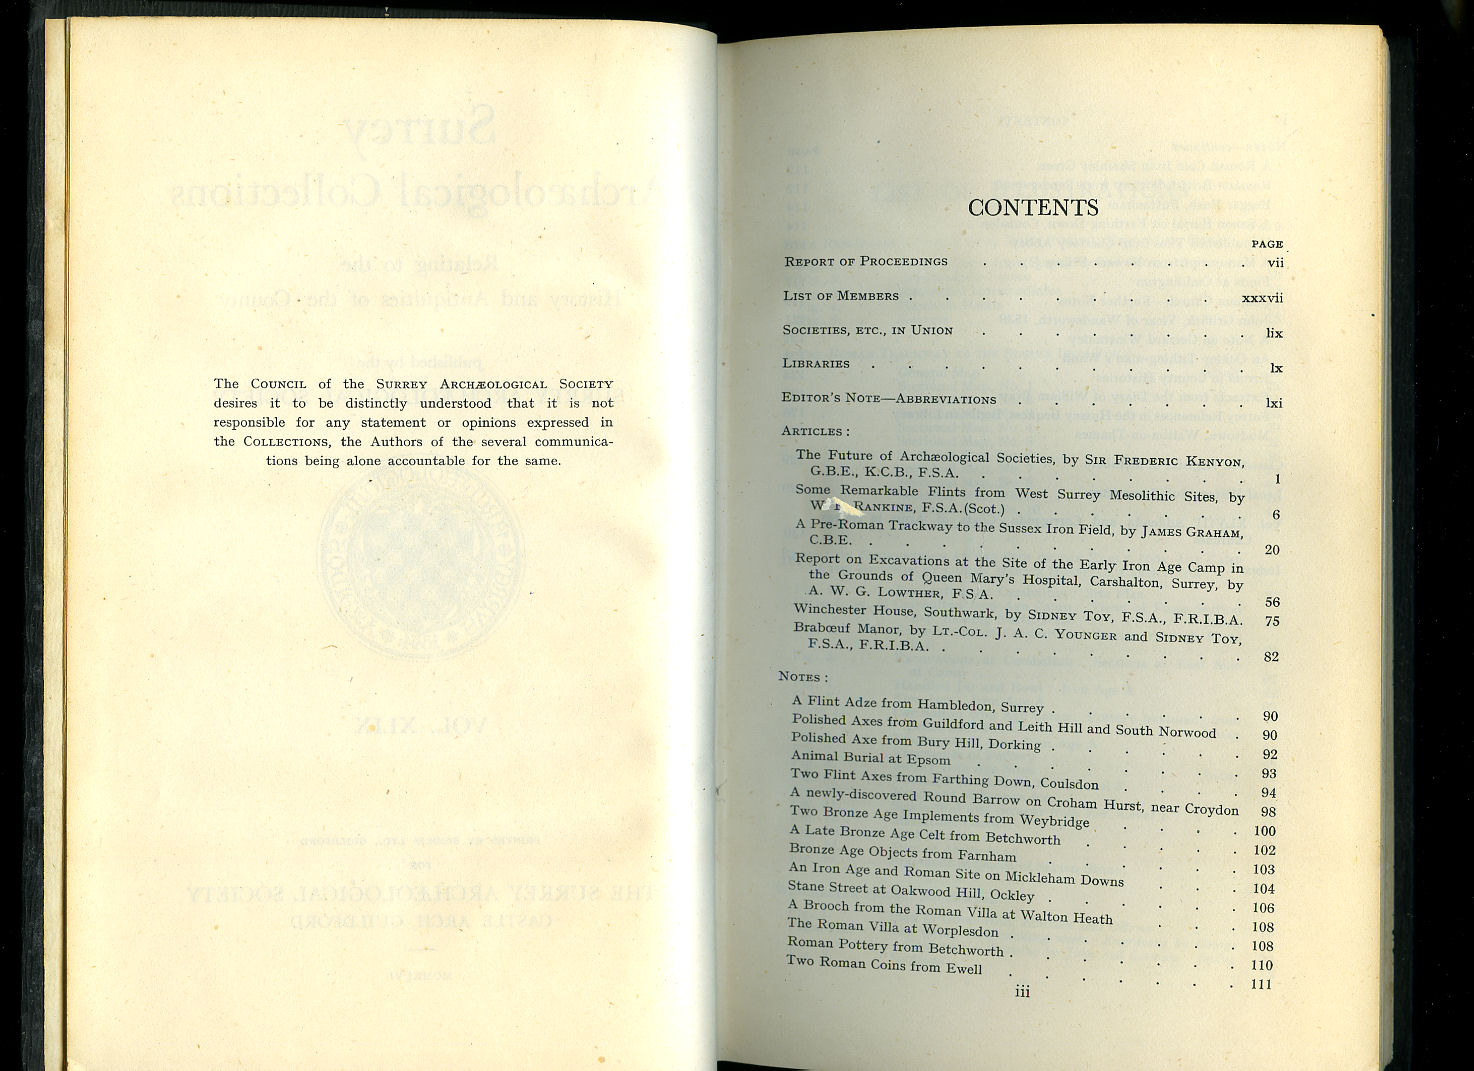 The Council of the Surrey Archæological Society
desires it to be distinctly understood that it is not
responsible for any statement or opinions expressed in
the Collections, the Authors of the several communica-
tions being alone accountable for the same.
CONTENTS
PAGE
Report of Proceedings . . . . . . . vii
List of Members . . . . . . . . xxxvii
Societies, etc., in Union . . . . . . . lix
Libraries . . . . . . . . . lx
Editor's Note—Abbreviations . . . . . . lxi
Articles :
The Future of Archæological Societies, by Sir Frederic Kenyon,
G.B.E., K.C.B., F.S.A. . . . . . . . 1
Some Remarkable Flints from West Surrey Mesolithic Sites, by
W. Rankine, F.S.A.(Scot.) . . . . . . 6
A Pre-Roman Trackway to the Sussex Iron Field, by James Graham,
C.B.E. . . . . . . . . . 20
Report on Excavations at the Site of the Early Iron Age Camp in
the Grounds of Queen Mary's Hospital, Carshalton, Surrey, by
A. W. G. Lowther, F.S.A. . . . . . . 56
Winchester House, Southwark, by Sidney Toy, F.S.A., F.R.I.B.A. 75
Brabœuf Manor, by Lt.-Col. J. A. C. Younger and Sidney Toy,
F.S.A., F.R.I.B.A. . . . . . . . 82
Notes :
A Flint Adze from Hambledon, Surrey . . . . . . 90
Polished Axes from Guildford and Leith Hill and South Norwood . 90
Polished Axe from Bury Hill, Dorking . . . . . . 92
Animal Burial at Epsom . . . . . . . 93
Two Flint Axes from Farthing Down, Coulsdon . . . . 94
A newly-discovered Round Barrow on Croham Hurst, near Croydon 98
Two Bronze Age Implements from Weybridge . . . . 100
A Late Bronze Age Celt from Betchworth . . . . . 102
Bronze Age Objects from Farnham . . . . . 103
An Iron Age and Roman Site on Mickleham Downs . . . 104
Stane Street at Oakwood Hill, Ockley . . . . . . 106
A Brooch from the Roman Villa at Walton Heath . . . 108
The Roman Villa at Worplesdon . . . . . . . 108
Roman Pottery from Betchworth . . . . . . . 110
Two Roman Coins from Ewell . . . . . . . 111
iii